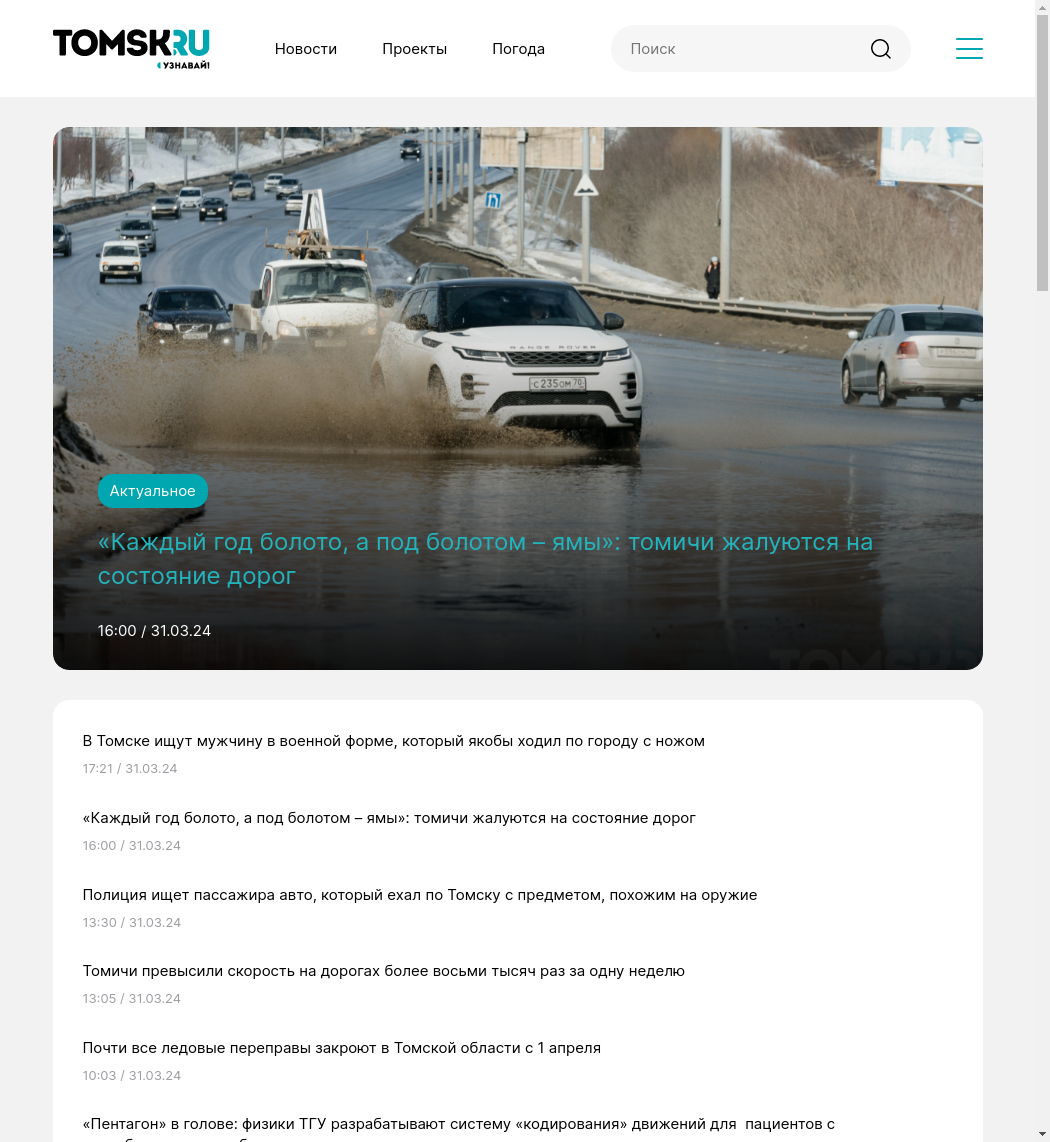 TOMSKRU
УЗНАВАЙ!
Новости
Проекты
Погода
Поиск
RANGE ROVER
С 235 ОМ 70
Актуальное
«Каждый год болото, а под болотом – ямы»: томичи жалуются на
состояние дорог
16:00 / 31.03.24
В Томске ищут мужчину в военной форме, который якобы ходил по городу с ножом
17:21 / 31.03.24
«Каждый год болото, а под болотом – ямы»: томичи жалуются на состояние дорог
16:00 / 31.03.24
Полиция ищет пассажира авто, который ехал по Томску с предметом, похожим на оружие
13:30 / 31.03.24
Томичи превысили скорость на дорогах более восьми тысяч раз за одну неделю
13:05 / 31.03.24
Почти все ледовые переправы закроют в Томской области с 1 апреля
10:03 / 31.03.24
«Пентагон» в голове: физики ТГУ разрабатывают систему «кодирования» движений для пациентов с